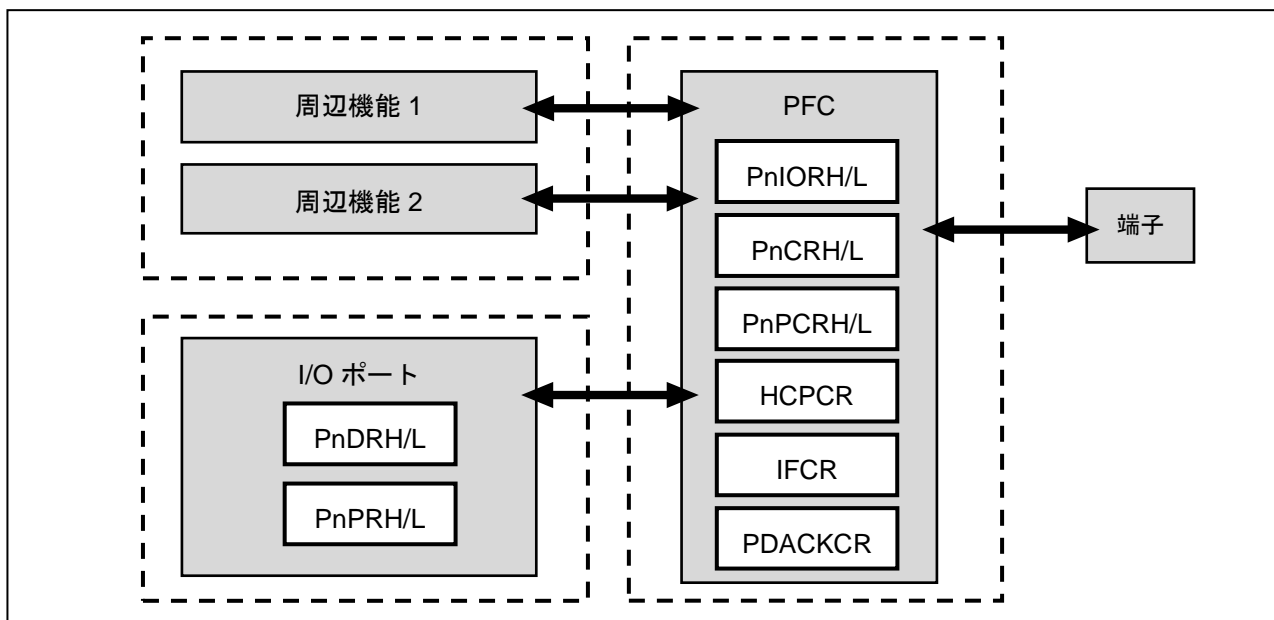 周辺機能 1
周辺機能 2
I/O ポート
PnDRH/L
PnPRH/L
PFC
PnIORH/L
PnCRH/L
PnPCRH/L
HCPCR
IFCR
PDACKCR
端子